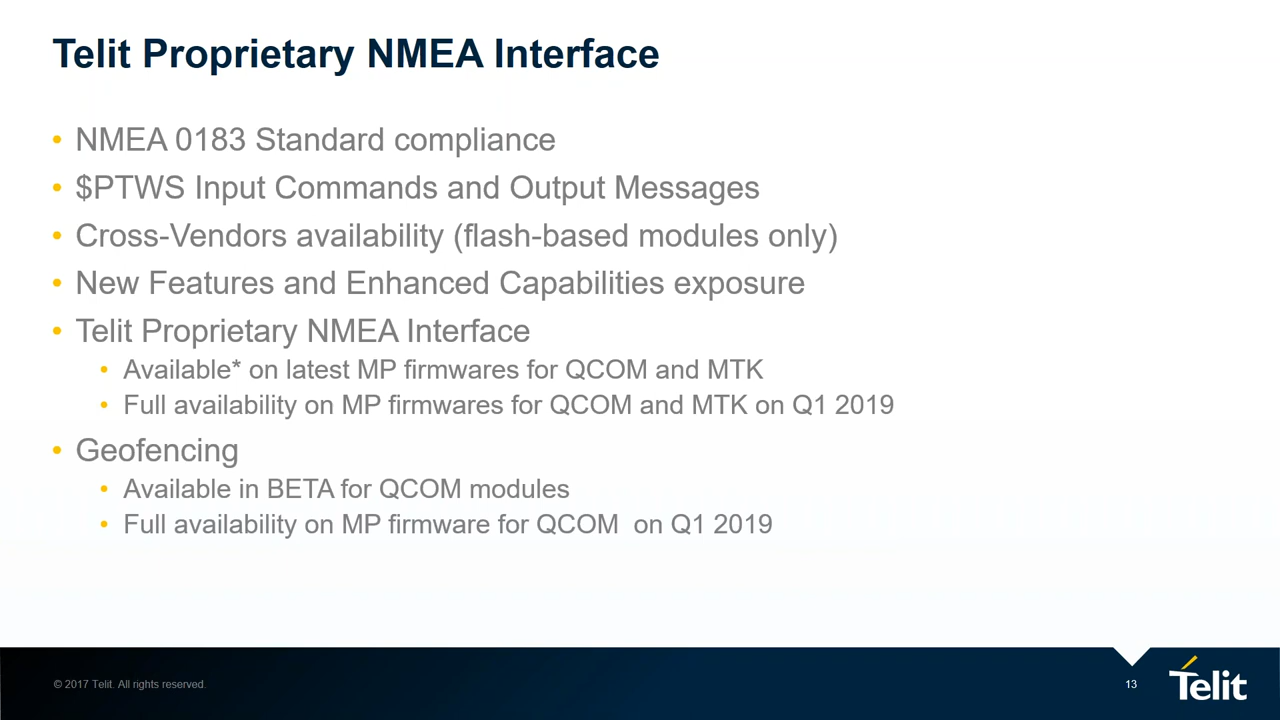 Telit Proprietary NMEA Interface
• NMEA 0183 Standard compliance
• $PTWS Input Commands and Output Messages
• Cross-Vendors availability (flash-based modules only)
• New Features and Enhanced Capabilities exposure
• Telit Proprietary NMEA Interface
• Available* on latest MP firmwares for QCOM and MTK
• Full availability on MP firmwares for QCOM and MTK on Q1 2019
• Geofencing
• Available in BETA for QCOM modules
• Full availability on MP firmware for QCOM  on Q1 2019
© 2017 Telit. All rights reserved.
13
Telit